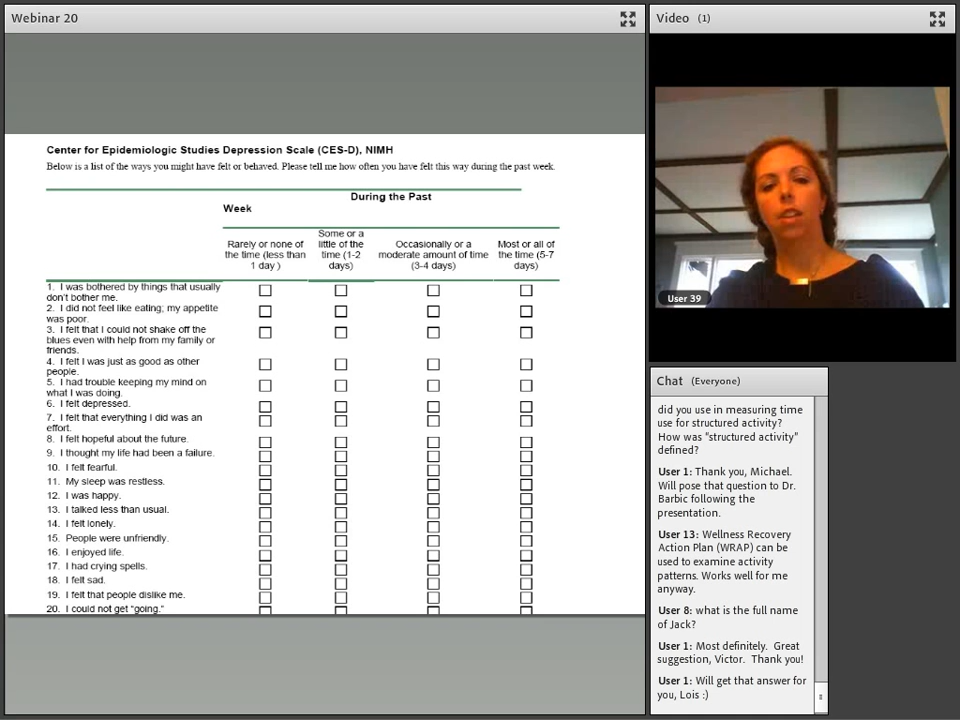 Webinar 20
Center for Epidemiologic Studies Depression Scale (CES-D), NIMH
Below is a list of the ways you might have felt or behaved. Please tell me how often you have felt this way during the past week.
During the Past
Week
Rarely or none of
the time (less than
1 day )
Some or a
little of the
time (1-2
days)
Occasionally or a
moderate amount of time
(3-4 days)
Most or all of
the time (5-7
days)
1. I was bothered by things that usually
don't bother me.
2. I did not feel like eating; my appetite
was poor.
3. I felt that I could not shake off the
blues even with help from my family or
friends.
4. I felt I was just as good as other
people.
5. I had trouble keeping my mind on
what I was doing.
6. I felt depressed.
7. I felt that everything I did was an
effort.
8. I felt hopeful about the future.
9. I thought my life had been a failure.
10. I felt fearful.
11. My sleep was restless.
12. I was happy.
13. I talked less than usual.
14. I felt lonely.
15. People were unfriendly.
16. I enjoyed life.
17. I had crying spells.
18. I felt sad.
19. I felt that people dislike me.
20. I could not get "going."
Video (1)
User 39
Chat (Everyone)
did you use in measuring time
use for structured activity?
How was "structured activity"
defined?
User 1: Thank you, Michael.
Will pose that question to Dr.
Barbic following the
presentation.
User 13: Wellness Recovery
Action Plan (WRAP) can be
used to examine activity
patterns. Works well for me
anyway.
User 8: what is the full name
of Jack?
User 1: Most definitely. Great
suggestion, Victor. Thank you!
User 1: Will get that answer for
you, Lois :)